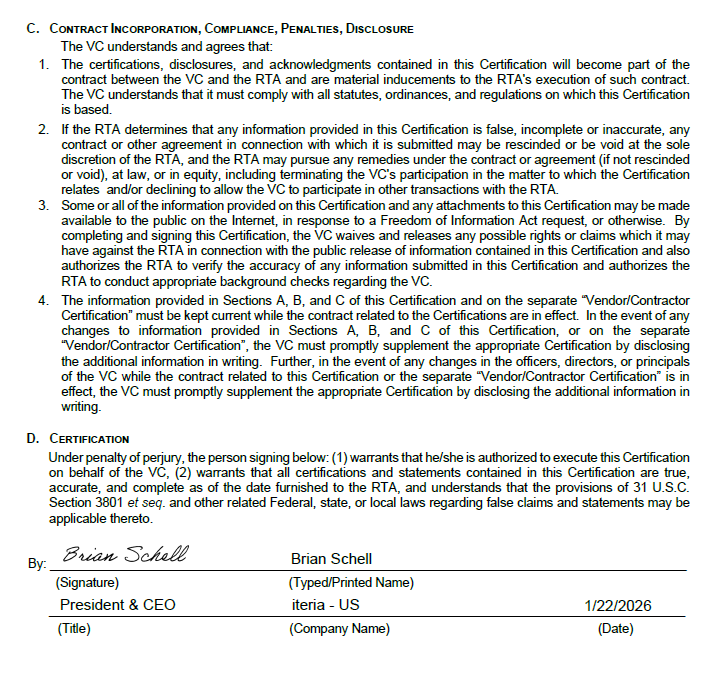 C. CONTRACT INCORPORATION, COMPLIANCE, PENALTIES, DISCLOSURE
The VC understands and agrees that:
1. The certifications, disclosures, and acknowledgments contained in this Certification will become part of the
contract between the VC and the RTA and are material inducements to the RTA's execution of such contract.
The VC understands that it must comply with all statutes, ordinances, and regulations on which this Certification
is based.
2. If the RTA determines that any information provided in this Certification is false, incomplete or inaccurate, any
contract or other agreement in connection with which it is submitted may be rescinded or be void at the sole
discretion of the RTA, and the RTA may pursue any remedies under the contract or agreement (if not rescinded
or void), at law, or in equity, including terminating the VC's participation in the matter to which the Certification
relates and/or declining to allow the VC to participate in other transactions with the RTA.
3. Some or all of the information provided on this Certification and any attachments to this Certification may be made
available to the public on the Internet, in response to a Freedom of Information Act request, or otherwise. By
completing and signing this Certification, the VC waives and releases any possible rights or claims which it may
have against the RTA in connection with the public release of information contained in this Certification and also
authorizes the RTA to verify the accuracy of any information submitted in this Certification and authorizes the
RTA to conduct appropriate background checks regarding the VC.
4. The information provided in Sections A, B, and C of this Certification and on the separate “Vendor/Contractor
Certification” must be kept current while the contract related to the Certifications are in effect. In the event of any
changes to information provided in Sections A, B, and C of this Certification, or on the separate
“Vendor/Contractor Certification”, the VC must promptly supplement the appropriate Certification by disclosing
the additional information in writing. Further, in the event of any changes in the officers, directors, or principals
of the VC while the contract related to this Certification or the separate “Vendor/Contractor Certification” is in
effect, the VC must promptly supplement the appropriate Certification by disclosing the additional information in
writing.
D. CERTIFICATION
Under penalty of perjury, the person signing below: (1) warrants that he/she is authorized to execute this Certification
on behalf of the VC, (2) warrants that all certifications and statements contained in this Certification are true,
accurate, and complete as of the date furnished to the RTA, and understands that the provisions of 31 U.S.C.
Section 3801 et seq. and other related Federal, state, or local laws regarding false claims and statements may be
applicable thereto.
By: Brian Schell Brian Schell
(Signature) (Typed/Printed Name)
President & CEO iteria - US 1/22/2026
(Title) (Company Name) (Date)